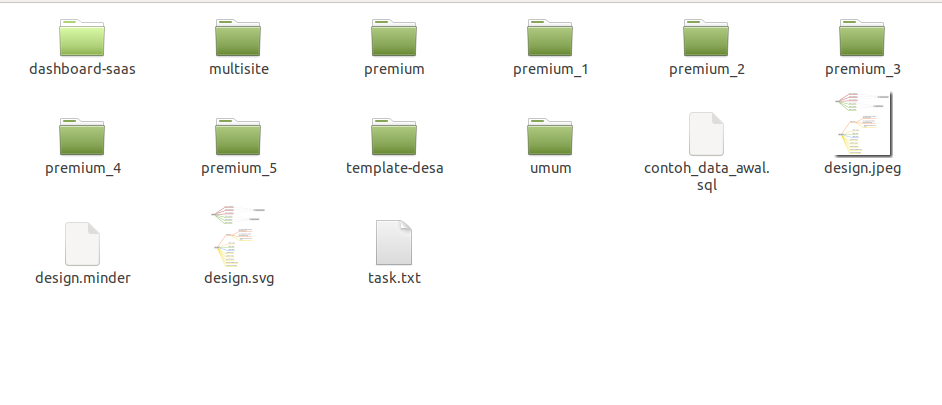 dashboard-saas
multisite
premium
premium_1
premium_2
premium_3
premium_4
premium_5
template-desa
umum
contoh_data_awal.
sql
design.jpeg
design.minder
design.svg
task.txt